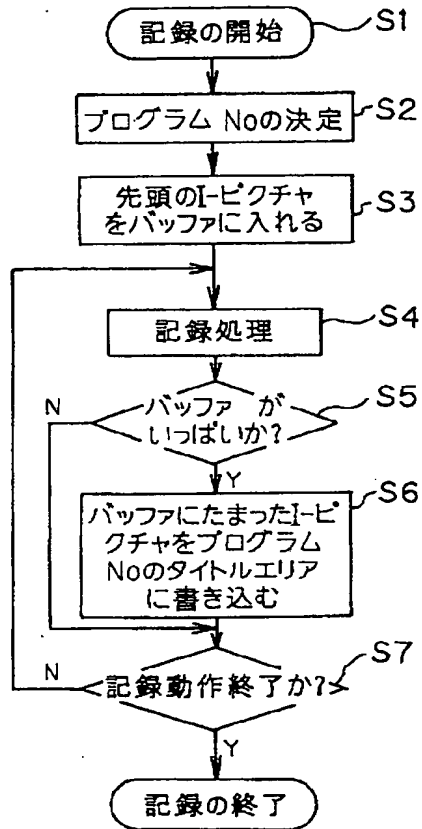 記録の開始
S1
プログラム Noの決定
S2
先頭のI-ピクチャ
をバッファに入れる
S3
記録処理
S4
バッファ が
いっぱいか?
S5
N
Y
バッファにたまったI-ピ
クチャをプログラム
Noのタイトルエリア
に書き込む
S6
記録動作終了か?
S7
N
Y
記録の終了